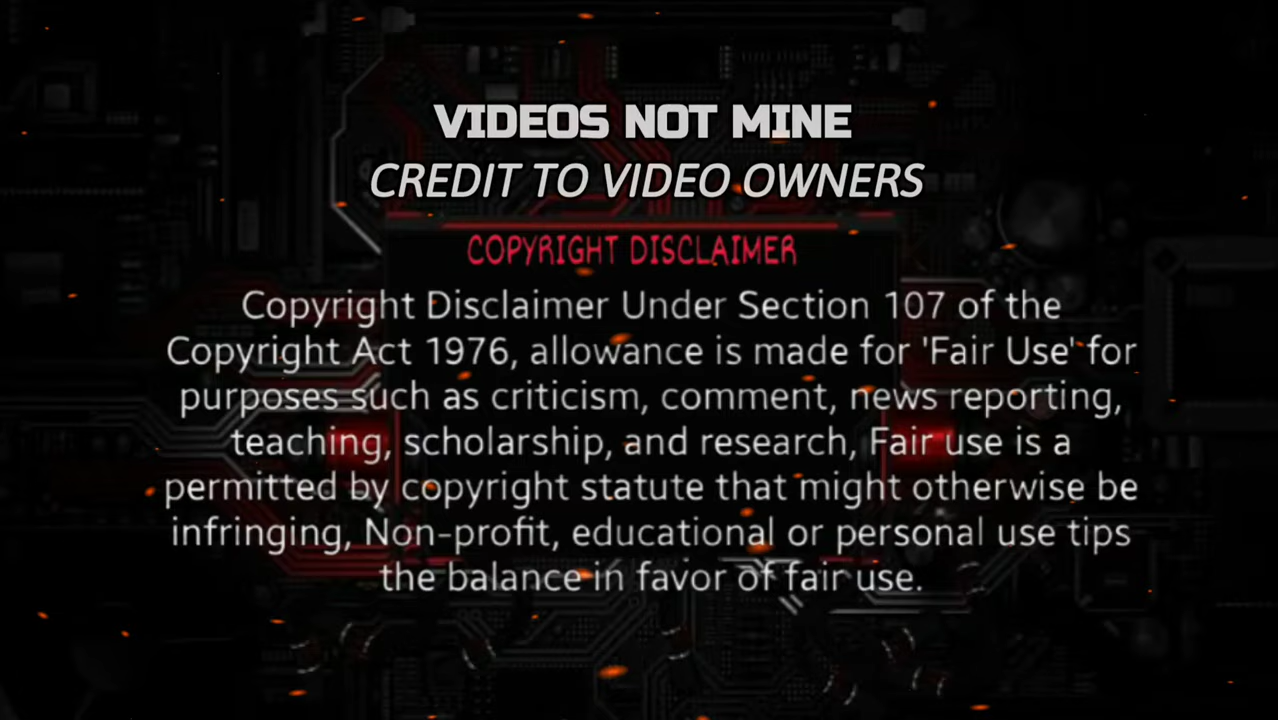 VIDEOS NOT MINE
CREDIT TO VIDEO OWNERS
COPYRIGHT DISCLAIMER
Copyright Disclaimer Under Section 107 of the
Copyright Act 1976, allowance is made for 'Fair Use' for
purposes such as criticism, comment, news reporting,
teaching, scholarship, and research, Fair use is a
permitted by copyright statute that might otherwise be
infringing, Non-profit, educational or personal use tips
the balance in favor of fair use.